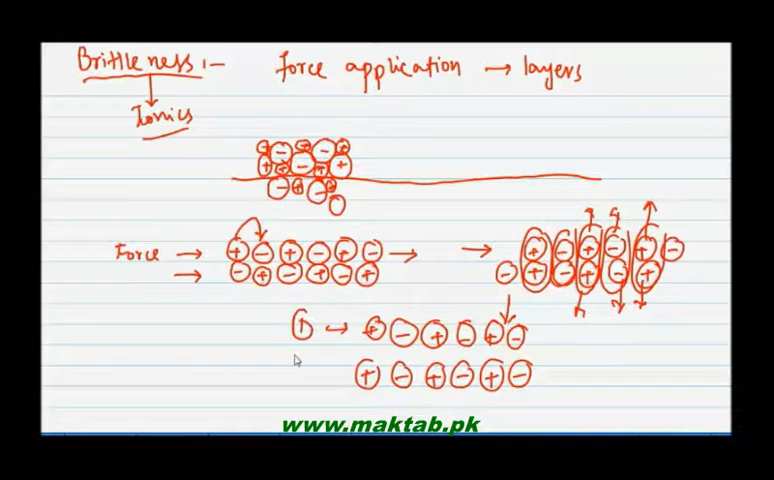 Brittleness :- Force application → layers
Ionics
+ - + - +
+ + - + +
- + - +
Force → + - + - + - → → + - + - + -
→ - + - + - + - + - + - +
+ → + - + - + -
+ - + - + -
www.maktab.pk